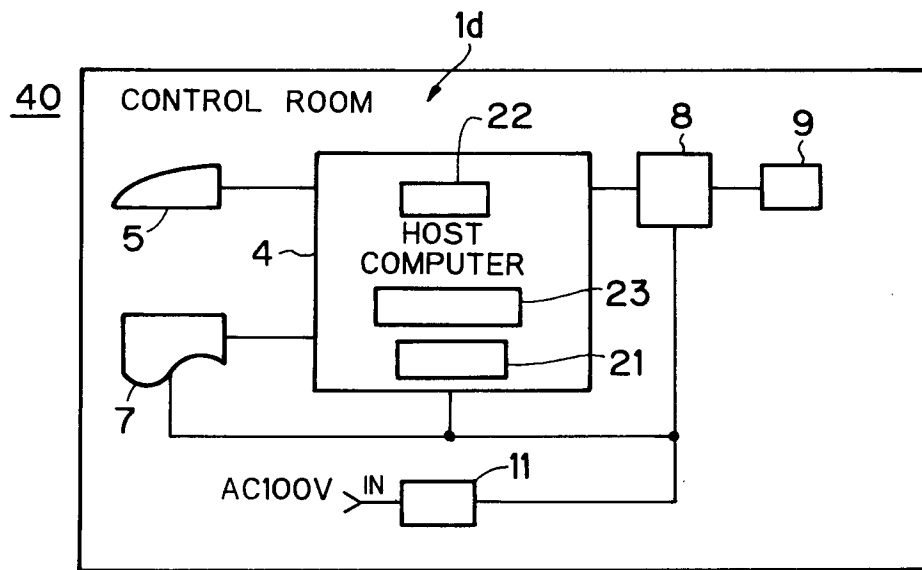 1d
40
CONTROL ROOM
22
8
9
5
4
HOST
COMPUTER
23
21
7
11
AC100V
IN